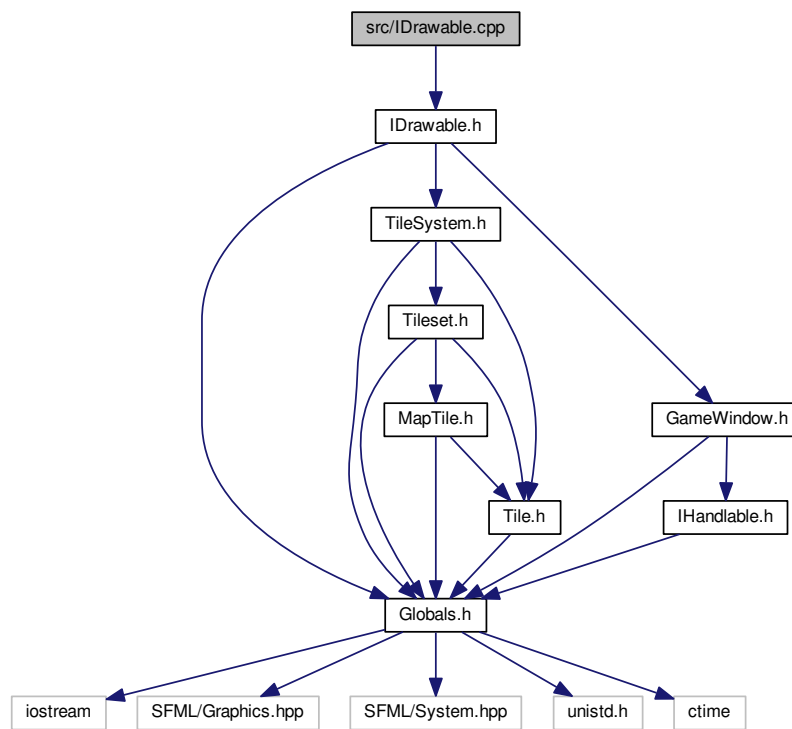 src/IDrawable.cpp
IDrawable.h
TileSystem.h
Tileset.h
MapTile.h
GameWindow.h
Tile.h
IHandlable.h
Globals.h
iostream
SFML/Graphics.hpp
SFML/System.hpp
unistd.h
ctime